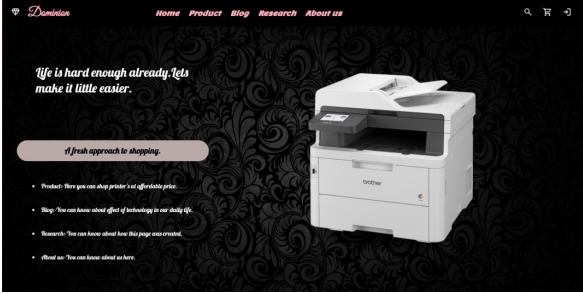 Dominion
Home Product Blog Research About us
Life is hard enough already.Lets
make it little easier.
A fresh approach to shopping.
Product:-Here you can shop printer's at affordable price.
Blog:-You can know about effect of technology in our daily life.
Research:-You can know about how this page was created.
About us:-You can know about us here.
brother